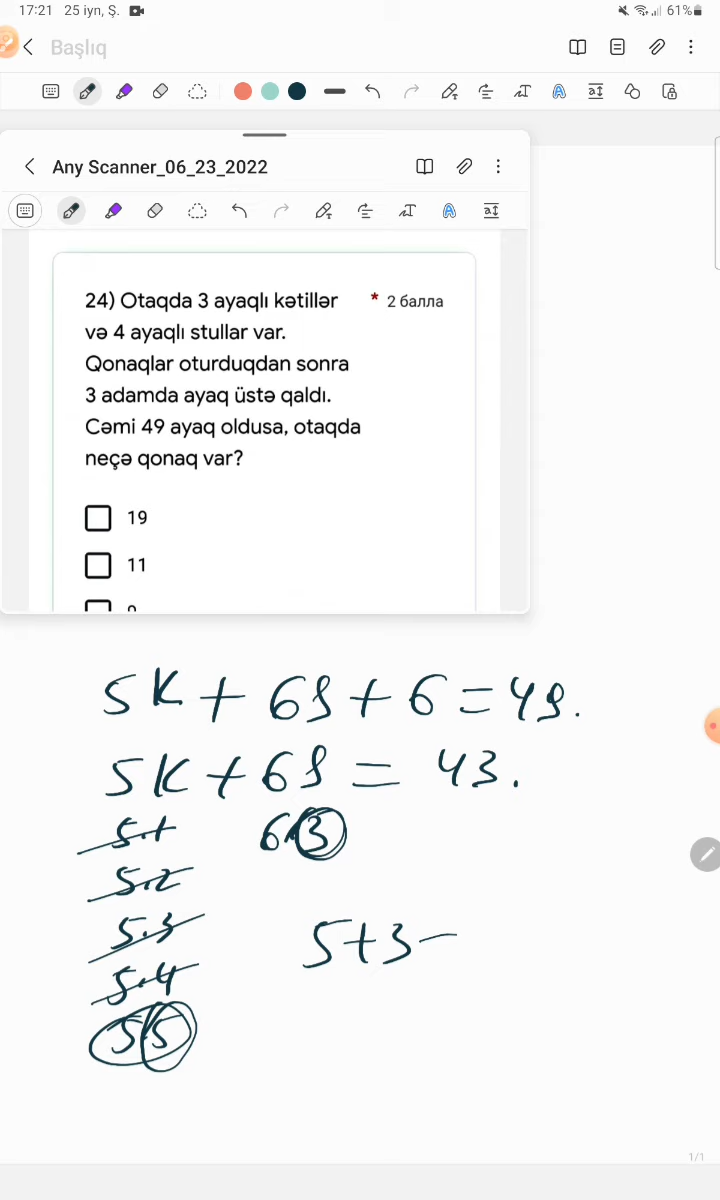 17:21 25 iyn, Ş. 61%
Başlıq
Any Scanner_06_23_2022
24) Otaqda 3 ayaqlı kətillər * 2 балла
və 4 ayaqlı stullar var.
Qonaqlar oturduqdan sonra
3 adamda ayaq üstə qaldı.
Cəmi 49 ayaq oldusa, otaqda
neçə qonaq var?
19
11
5K + 6S + 6 = 49.
5K + 6S = 43.
5·1 6·3
5·2
5·3
5·4
5·5
5+3-
1/1